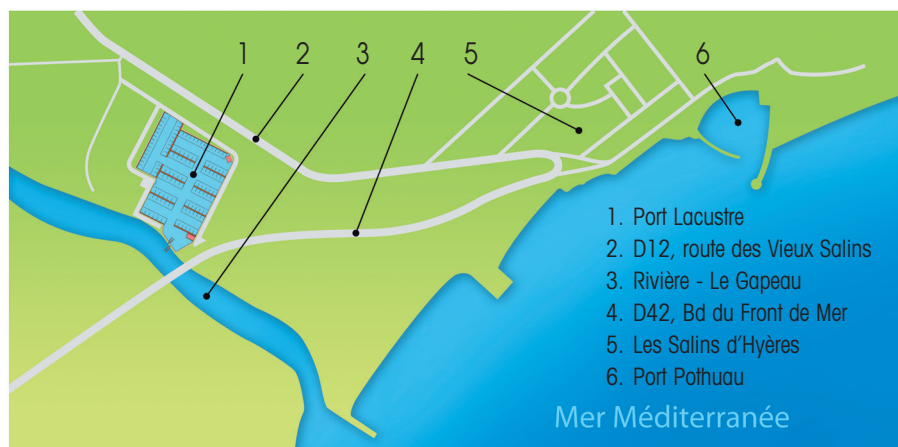 1 2 3 4 5 6
1. Port Lacustre
2. D12, route des Vieux Salins
3. Rivière - Le Gapeau
4. D42, Bd du Front de Mer
5. Les Salins d'Hyères
6. Port Pothuau
Mer Méditerranée